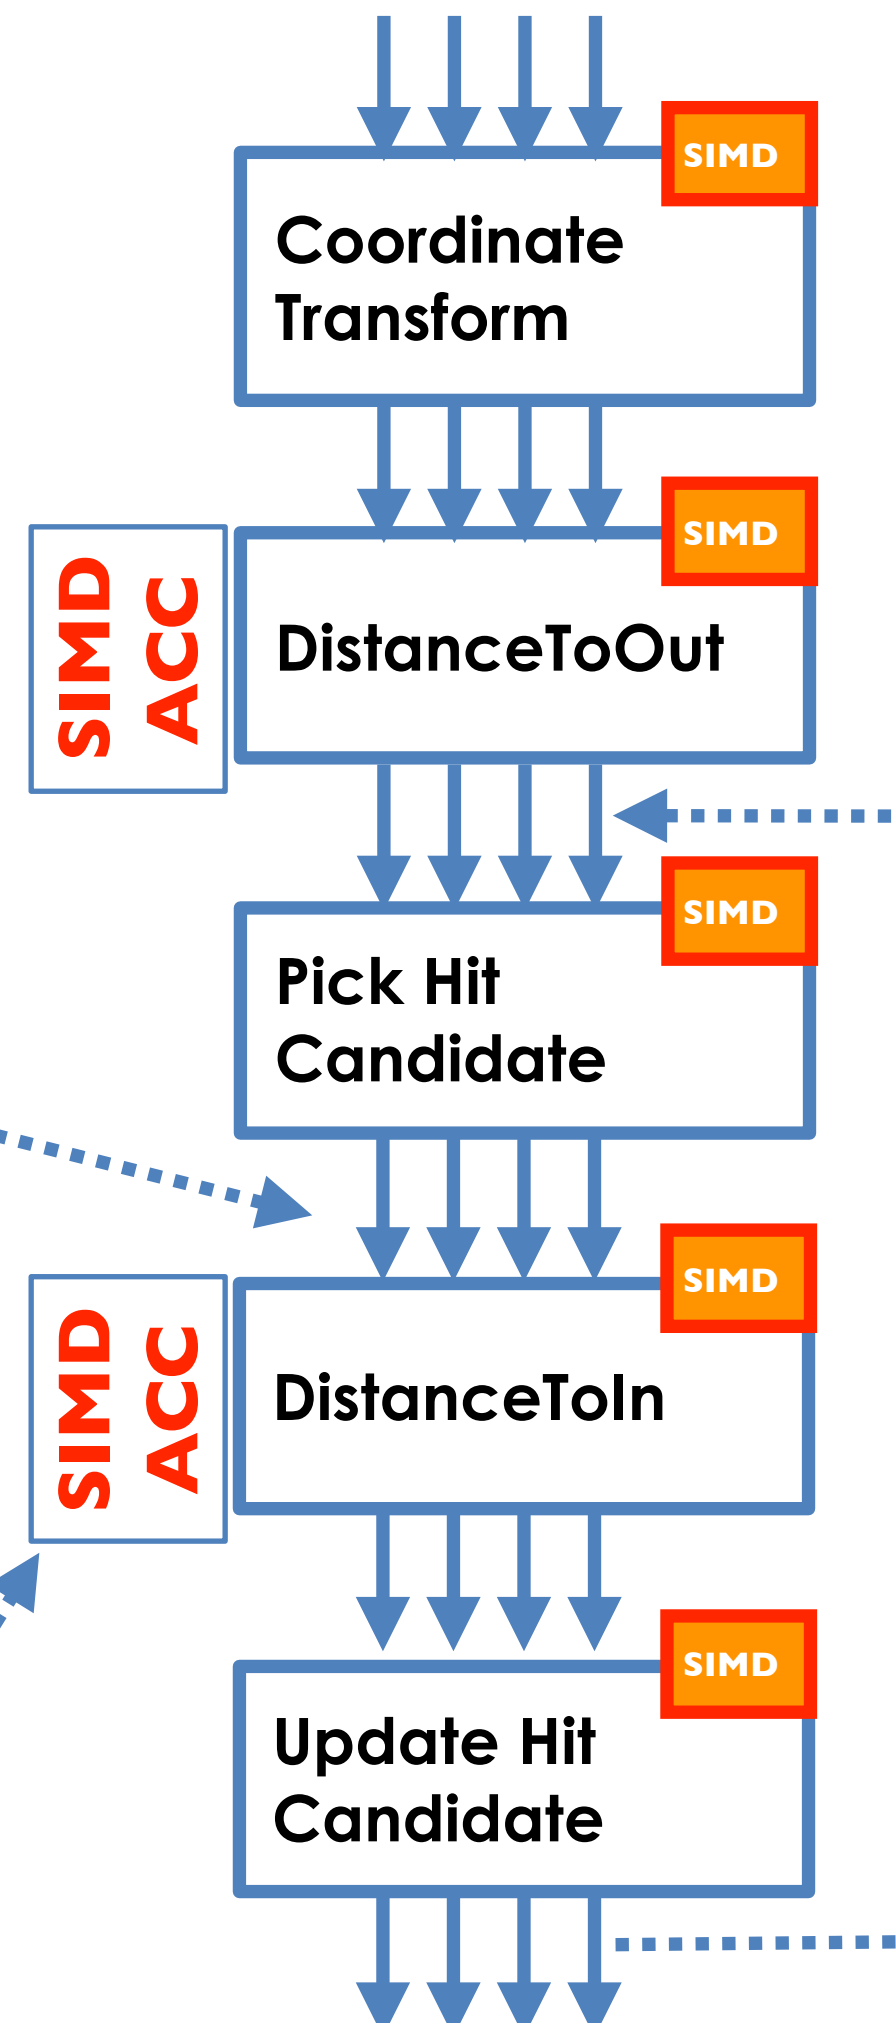 SIMD
Coordinate
Transform
SIMD
SIMD
ACC
DistanceToOut
SIMD
Pick Hit
Candidate
SIMD
SIMD
ACC
DistanceToIn
SIMD
Update Hit
Candidate